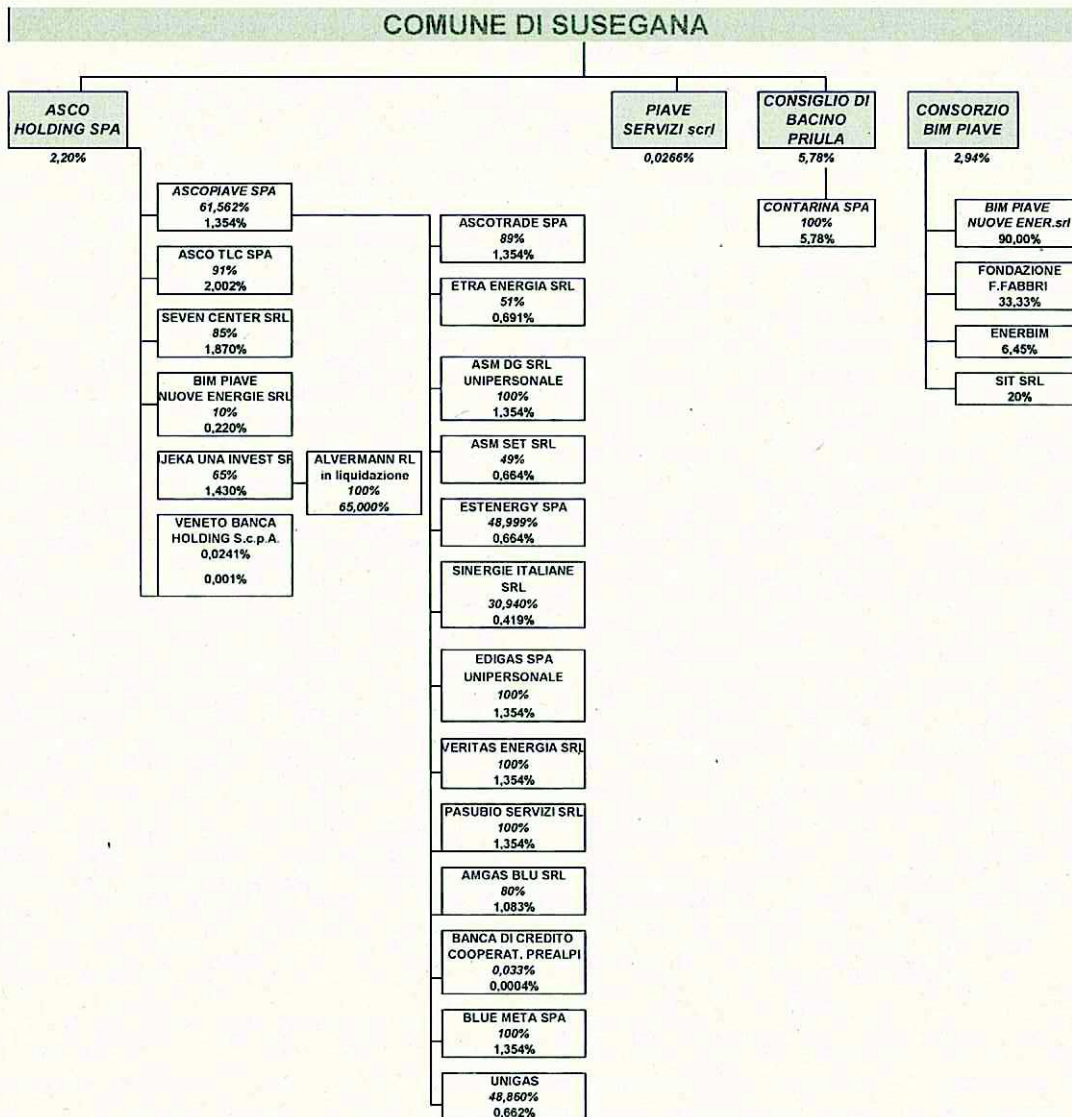 COMUNE DI SUSEGANA
ASCO
HOLDING SPA
2,20%
PIAVE
SERVIZI scrl
0,0266%
CONSIGLIO DI
BACINO
PRIULA
5,78%
CONSORZIO
BIM PIAVE
2,94%
ASCOPIAVE SPA
61,562%
1,354%
ASCO TLC SPA
91%
2,002%
SEVEN CENTER SRL
85%
1,870%
BIM PIAVE
NUOVE ENERGIE SRL
10%
0,220%
JEKA UNA INVEST SR
65%
1,430%
VENETO BANCA
HOLDING S.c.p.A.
0,0241%
0,001%
ALVERMANN RL
in liquidazione
100%
65,000%
ASCOTRADE SPA
89%
1,354%
ETRA ENERGIA SRL
51%
0,691%
ASM DG SRL
UNIPERSONALE
100%
1,354%
ASM SET SRL
49%
0,664%
ESTENERGY SPA
48,999%
0,664%
SINERGIE ITALIANE
SRL
30,940%
0,419%
EDIGAS SPA
UNIPERSONALE
100%
1,354%
VERITAS ENERGIA SRL
100%
1,354%
PASUBIO SERVIZI SRL
100%
1,354%
AMGAS BLU SRL
80%
1,083%
BANCA DI CREDITO
COOPERAT. PREALPI
0,033%
0,0004%
BLUE META SPA
100%
1,354%
UNIGAS
48,860%
0,662%
CONTARINA SPA
100%
5,78%
BIM PIAVE
NUOVE ENER.srl
90,00%
FONDAZIONE
F.FABBRI
33,33%
ENERBIM
6,45%
SIT SRL
20%